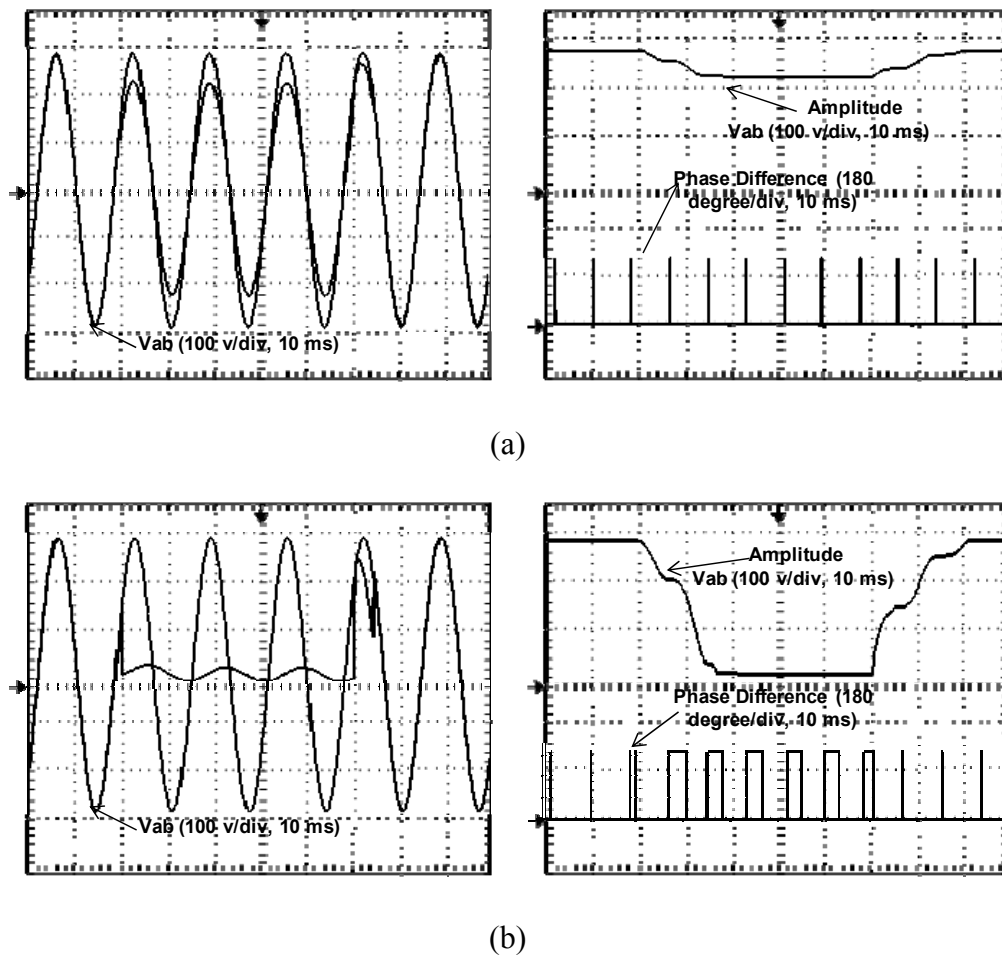 Vab (100 v/div, 10 ms)
Amplitude
Vab (100 v/div, 10 ms)
Phase Difference (180
degree/div, 10 ms)
(a)
Vab (100 v/div, 10 ms)
Amplitude
Vab (100 v/div, 10 ms)
Phase Difference (180
degree/div, 10 ms)
(b)